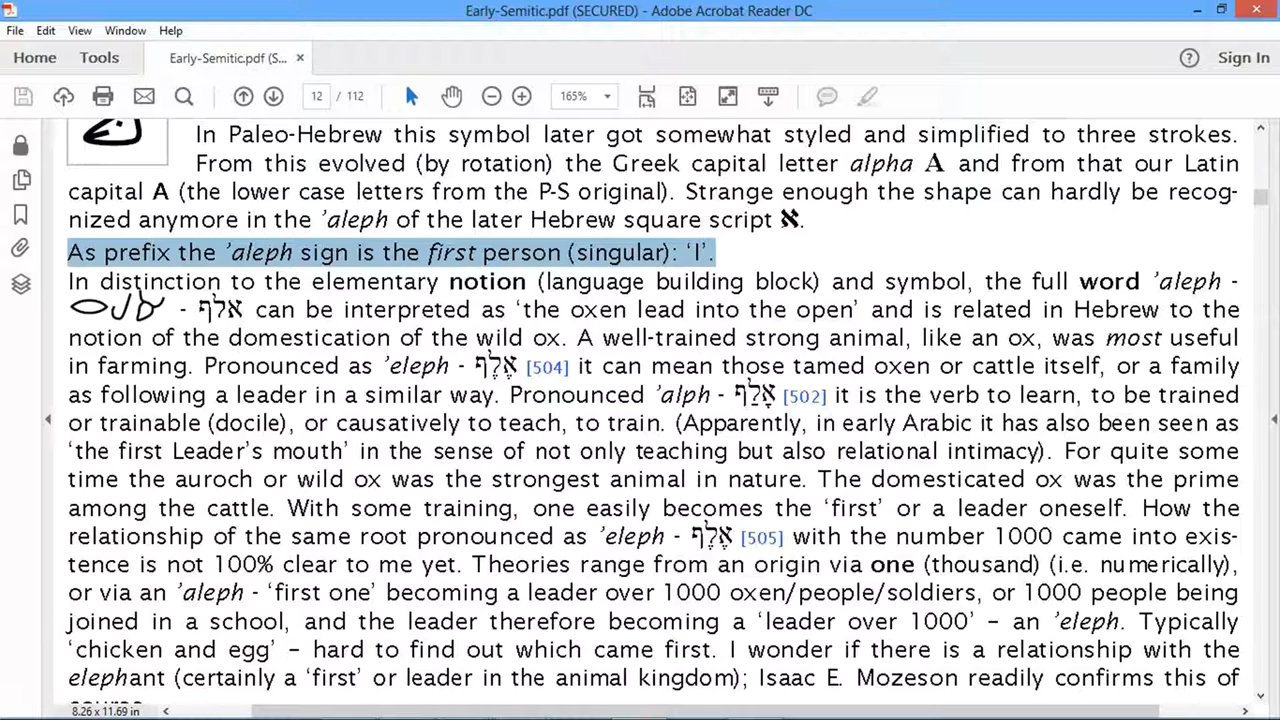 Early-Semitic.pdf (SECURED) - Adobe Acrobat Reader DC
File Edit View Window Help
Home Tools Early-Semitic.pdf (S... × Sign In
12 / 112 165%
In Paleo-Hebrew this symbol later got somewhat styled and simplified to three strokes.
From this evolved (by rotation) the Greek capital letter alpha A and from that our Latin
capital A (the lower case letters from the P-S original). Strange enough the shape can hardly be recog-
nized anymore in the ’aleph of the later Hebrew square script א.
As prefix the ’aleph sign is the first person (singular): ‘I’.
In distinction to the elementary notion (language building block) and symbol, the full word ’aleph -
- אלף can be interpreted as ‘the oxen lead into the open’ and is related in Hebrew to the
notion of the domestication of the wild ox. A well-trained strong animal, like an ox, was most useful
in farming. Pronounced as ’eleph - אֶלֶף [504] it can mean those tamed oxen or cattle itself, or a family
as following a leader in a similar way. Pronounced ’alph - אָלַף [502] it is the verb to learn, to be trained
or trainable (docile), or causatively to teach, to train. (Apparently, in early Arabic it has also been seen as
‘the first Leader’s mouth’ in the sense of not only teaching but also relational intimacy). For quite some
time the auroch or wild ox was the strongest animal in nature. The domesticated ox was the prime
among the cattle. With some training, one easily becomes the ‘first’ or a leader oneself. How the
relationship of the same root pronounced as ’eleph - אֶלֶף [505] with the number 1000 came into exis-
tence is not 100% clear to me yet. Theories range from an origin via one (thousand) (i.e. numerically),
or via an ’aleph - ‘first one’ becoming a leader over 1000 oxen/people/soldiers, or 1000 people being
joined in a school, and the leader therefore becoming a ‘leader over 1000’ – an ’eleph. Typically
‘chicken and egg’ – hard to find out which came first. I wonder if there is a relationship with the
elephant (certainly a ‘first’ or leader in the animal kingdom); Isaac E. Mozeson readily confirms this of
8.26 x 11.69 in